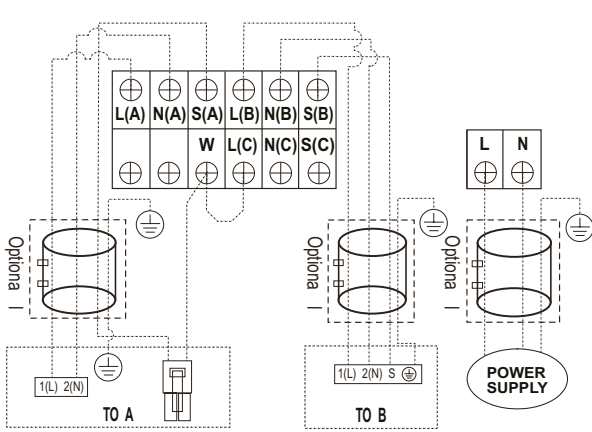 L(A) N(A) S(A) L(B) N(B) S(B)
W L(C) N(C) S(C)
L N
Optiona l
Optiona l
Optiona l
1(L) 2(N)
TO A
1(L) 2(N) S
TO B
POWER
SUPPLY